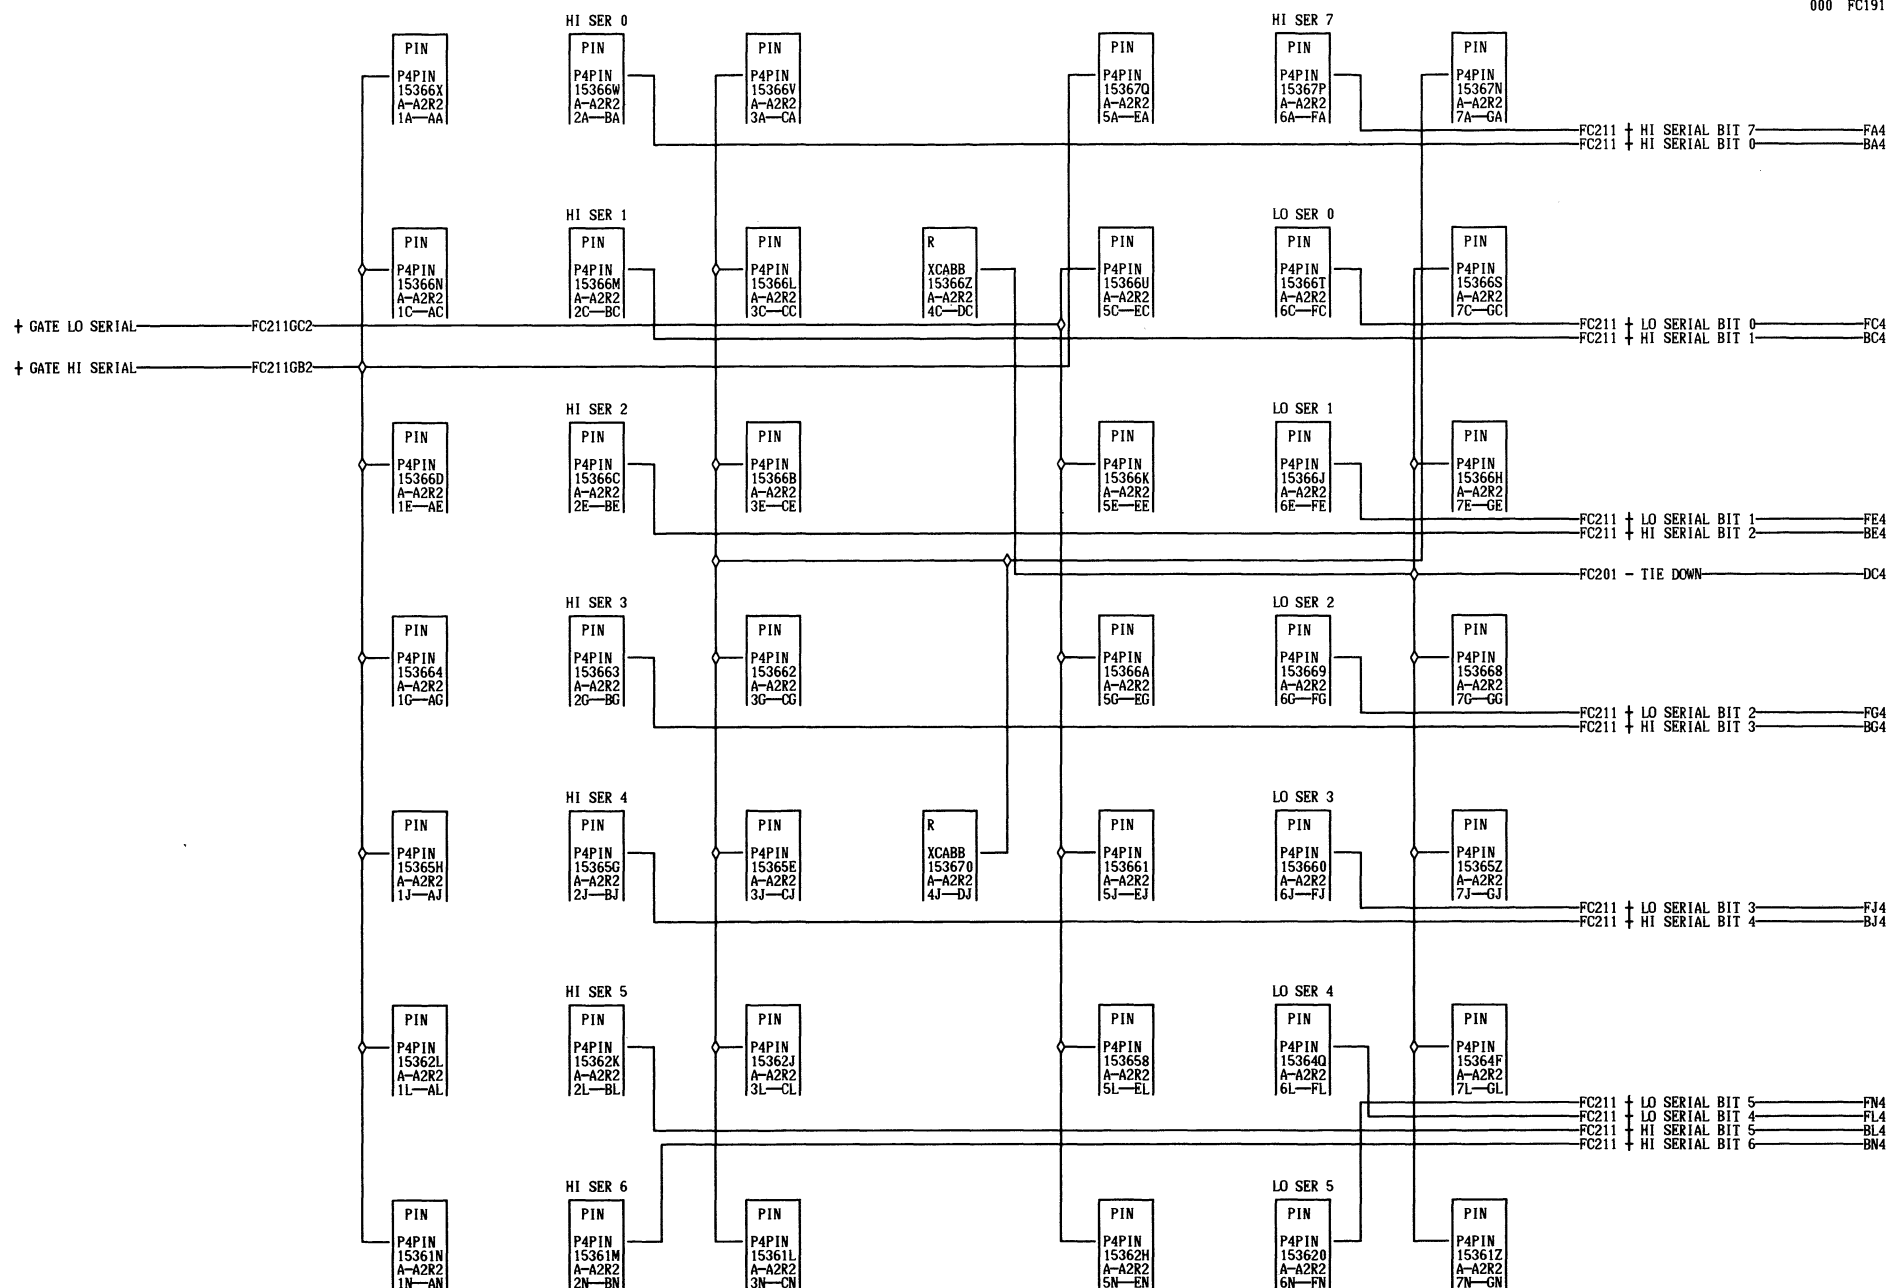 000 FC191
HI SER 0 HI SER 7
PIN PIN PIN PIN PIN PIN
P4PIN P4PIN P4PIN P4PIN P4PIN P4PIN
15366X 15366W 15366V 15367Q 15367P 15367N
A-A2R2 A-A2R2 A-A2R2 A-A2R2 A-A2R2 A-A2R2
1A—AA 2A—BA 3A—CA 5A—EA 6A—FA 7A—GA
FC211 + HI SERIAL BIT 7 FA4
FC211 + HI SERIAL BIT 0 BA4
HI SER 1 LO SER 0
PIN PIN PIN R PIN PIN PIN
P4PIN P4PIN P4PIN XCABB P4PIN P4PIN P4PIN
15366N 15366M 15366L 15366Z 15366U 15366T 15366S
A-A2R2 A-A2R2 A-A2R2 A-A2R2 A-A2R2 A-A2R2 A-A2R2
1C—AC 2C—BC 3C—CC 4C—DC 5C—EC 6C—FC 7C—GC
+ GATE LO SERIAL FC211GC2 FC211 + LO SERIAL BIT 0 FC4
FC211 + HI SERIAL BIT 1 BC4
+ GATE HI SERIAL FC211GB2
HI SER 2 LO SER 1
PIN PIN PIN PIN PIN PIN
P4PIN P4PIN P4PIN P4PIN P4PIN P4PIN
15366D 15366C 15366B 15366K 15366J 15366H
A-A2R2 A-A2R2 A-A2R2 A-A2R2 A-A2R2 A-A2R2
1E—AE 2E—BE 3E—CE 5E—EE 6E—FE 7E—GE
FC211 + LO SERIAL BIT 1 FE4
FC211 + HI SERIAL BIT 2 BE4
FC201 - TIE DOWN DC4
HI SER 3 LO SER 2
PIN PIN PIN PIN PIN PIN
P4PIN P4PIN P4PIN P4PIN P4PIN P4PIN
153664 153663 153662 15366A 153669 153668
A-A2R2 A-A2R2 A-A2R2 A-A2R2 A-A2R2 A-A2R2
1G—AG 2G—BG 3G—CG 5G—EG 6G—FG 7G—GG
FC211 + LO SERIAL BIT 2 FG4
FC211 + HI SERIAL BIT 3 BG4
HI SER 4 LO SER 3
PIN PIN PIN R PIN PIN PIN
P4PIN P4PIN P4PIN XCABB P4PIN P4PIN P4PIN
15365H 15365G 15365E 153670 153661 153660 15365Z
A-A2R2 A-A2R2 A-A2R2 A-A2R2 A-A2R2 A-A2R2 A-A2R2
1J—AJ 2J—BJ 3J—CJ 4J—DJ 5J—EJ 6J—FJ 7J—GJ
FC211 + LO SERIAL BIT 3 FJ4
FC211 + HI SERIAL BIT 4 BJ4
HI SER 5 LO SER 4
PIN PIN PIN PIN PIN PIN
P4PIN P4PIN P4PIN P4PIN P4PIN P4PIN
15362L 15362K 15362J 153658 15364Q 15364F
A-A2R2 A-A2R2 A-A2R2 A-A2R2 A-A2R2 A-A2R2
1L—AL 2L—BL 3L—CL 5L—EL 6L—FL 7L—GL
FC211 + LO SERIAL BIT 5 FN4
FC211 + LO SERIAL BIT 4 FL4
FC211 + HI SERIAL BIT 5 BL4
FC211 + HI SERIAL BIT 6 BN4
HI SER 6 LO SER 5
PIN PIN PIN PIN PIN PIN
P4PIN P4PIN P4PIN P4PIN P4PIN P4PIN
15361N 15361M 15361L 15362H 153620 15361Z
A-A2R2 A-A2R2 A-A2R2 A-A2R2 A-A2R2 A-A2R2
1N—AN 2N—BN 3N—CN 5N—EN 6N—FN 7N—GN